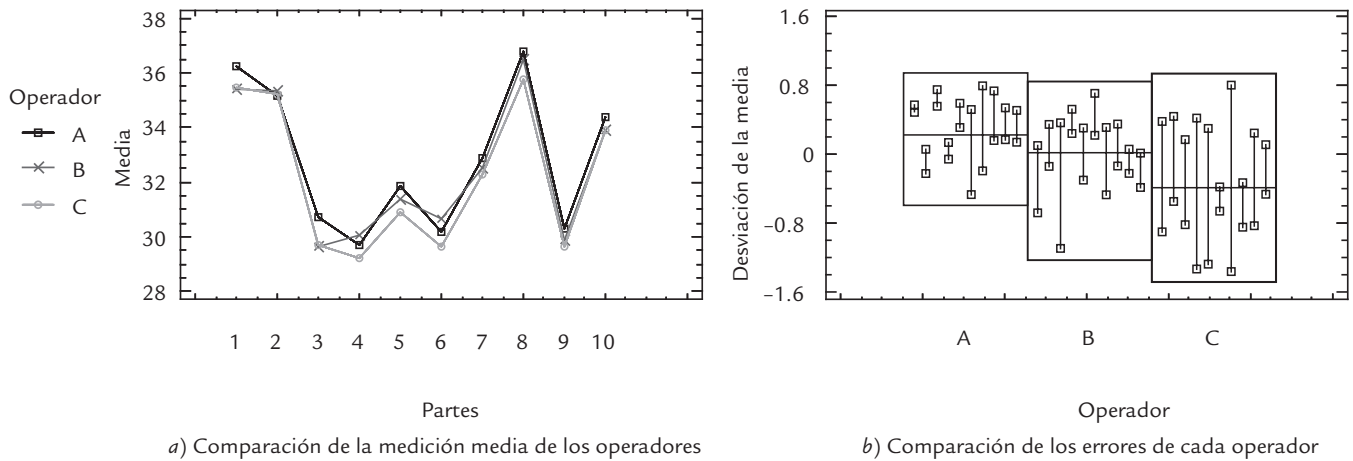 Operador
A
B
C
Media
38
36
34
32
30
28
1 2 3 4 5 6 7 8 9 10
Partes
a) Comparación de la medición media de los operadores
Desviación de la media
1.6
0.8
0
–0.8
–1.6
A B C
Operador
b) Comparación de los errores de cada operador